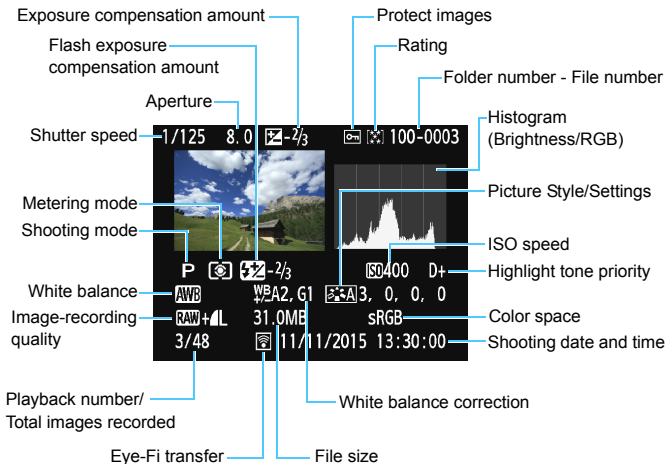 Exposure compensation amount
Protect images
Flash exposure
compensation amount
Rating
Folder number - File number
Aperture
Histogram
(Brightness/RGB)
Shutter speed
1/125 8.0 -2/3 100-0003
Picture Style/Settings
Metering mode
Shooting mode
ISO speed
P -2/3 ISO400 D+
Highlight tone priority
White balance
AWB WB+/-A2, G1 A3, 0, 0, 0
Image-recording
quality
RAW+L 31.0MB sRGB
Color space
3/48 11/11/2015 13:30:00
Shooting date and time
Playback number/
Total images recorded
White balance correction
Eye-Fi transfer
File size